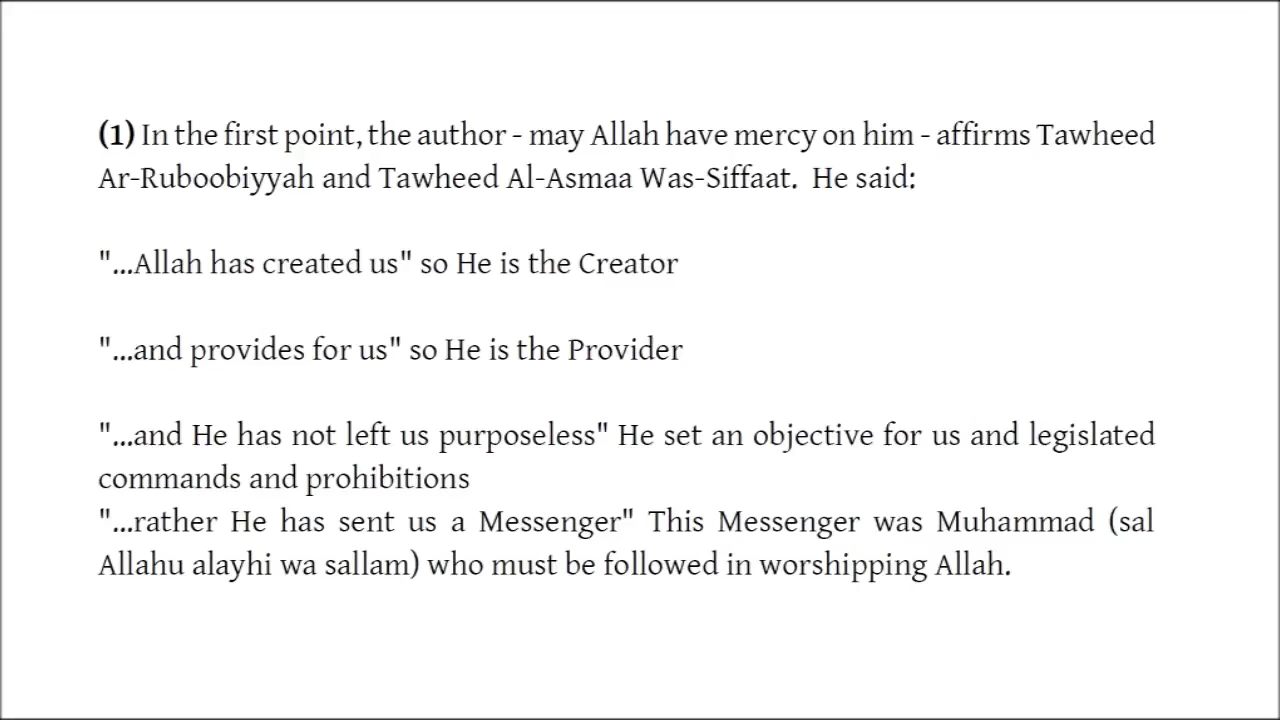 (1) In the first point, the author - may Allah have mercy on him - affirms Tawheed
Ar-Ruboobiyyah and Tawheed Al-Asmaa Was-Siffaat.  He said:
"...Allah has created us" so He is the Creator
"...and provides for us" so He is the Provider
"...and He has not left us purposeless" He set an objective for us and legislated
commands and prohibitions
"...rather He has sent us a Messenger" This Messenger was Muhammad (sal
Allahu alayhi wa sallam) who must be followed in worshipping Allah.